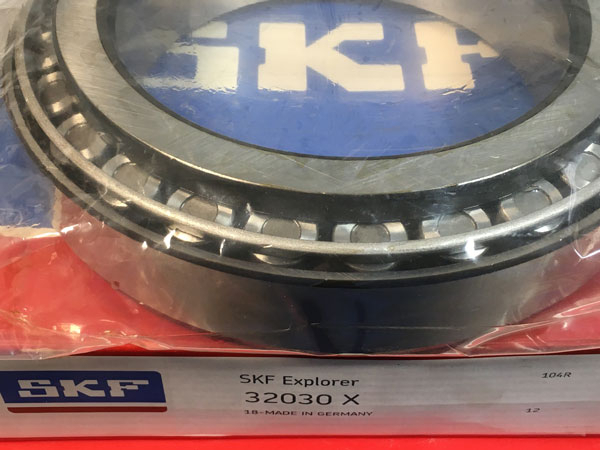 SKF
SKF
SKF Explorer
104R
32030 X
18-MADE IN GERMANY
12